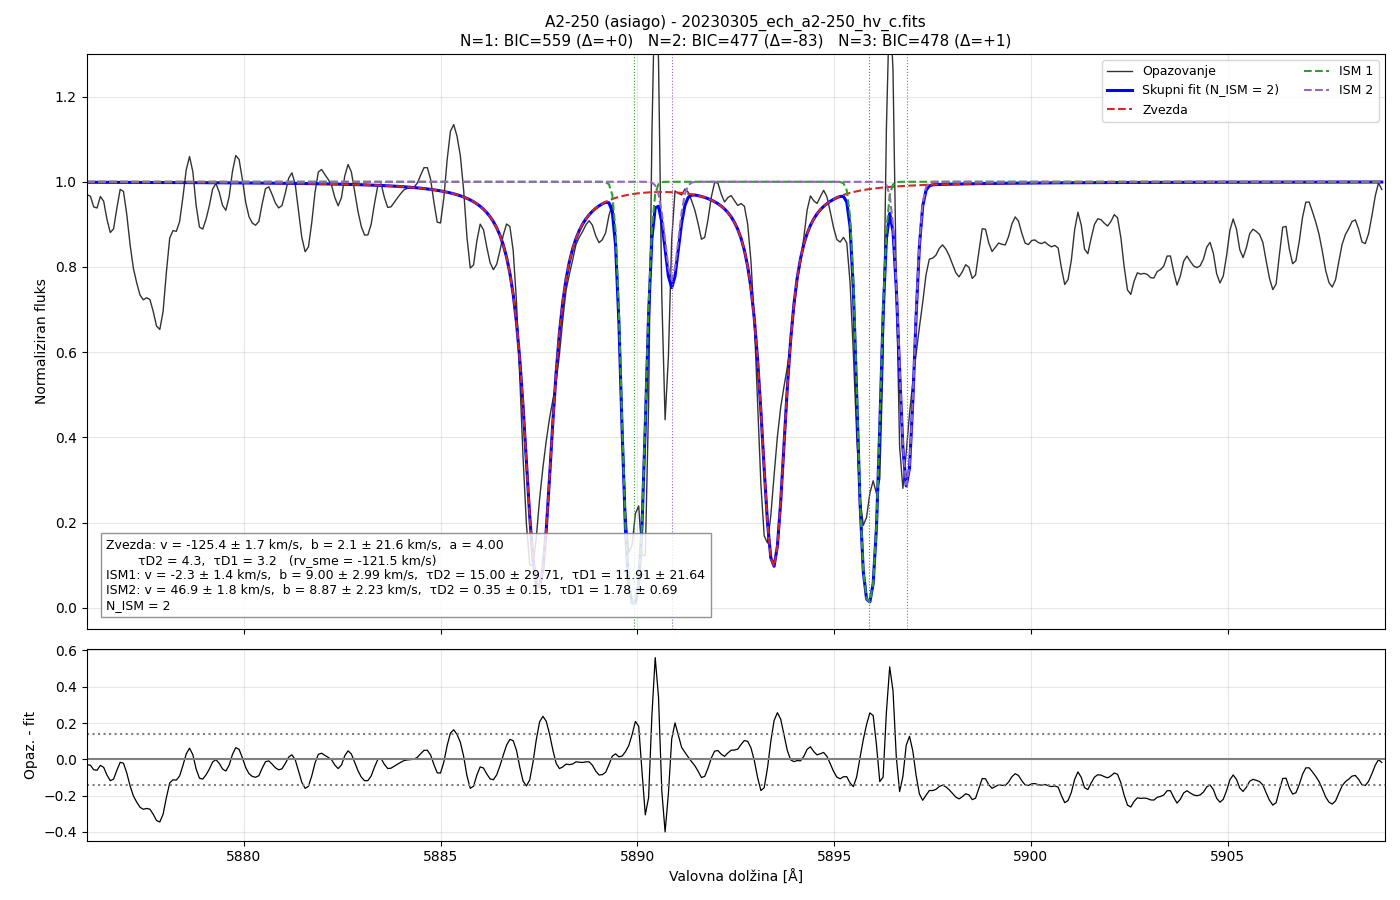 A2-250 (asiago) - 20230305_ech_a2-250_hv_c.fits
N=1: BIC=559 (Δ=+0) N=2: BIC=477 (Δ=-83) N=3: BIC=478 (Δ=+1)
Opazovanje
Skupni fit (N_ISM = 2)
Zvezda
ISM 1
ISM 2
Normaliziran fluks
1.2
1.0
0.8
0.6
0.4
0.2
0.0
Zvezda: v = -125.4 ± 1.7 km/s, b = 2.1 ± 21.6 km/s, a = 4.00
τD2 = 4.3, τD1 = 3.2 (rv_sme = -121.5 km/s)
ISM1: v = -2.3 ± 1.4 km/s, b = 9.00 ± 2.99 km/s, τD2 = 15.00 ± 29.71, τD1 = 11.91 ± 21.64
ISM2: v = 46.9 ± 1.8 km/s, b = 8.87 ± 2.23 km/s, τD2 = 0.35 ± 0.15, τD1 = 1.78 ± 0.69
N_ISM = 2
Opaz. - fit
0.6
0.4
0.2
0.0
−0.2
−0.4
5880
5885
5890
5895
5900
5905
Valovna dolžina [Å]